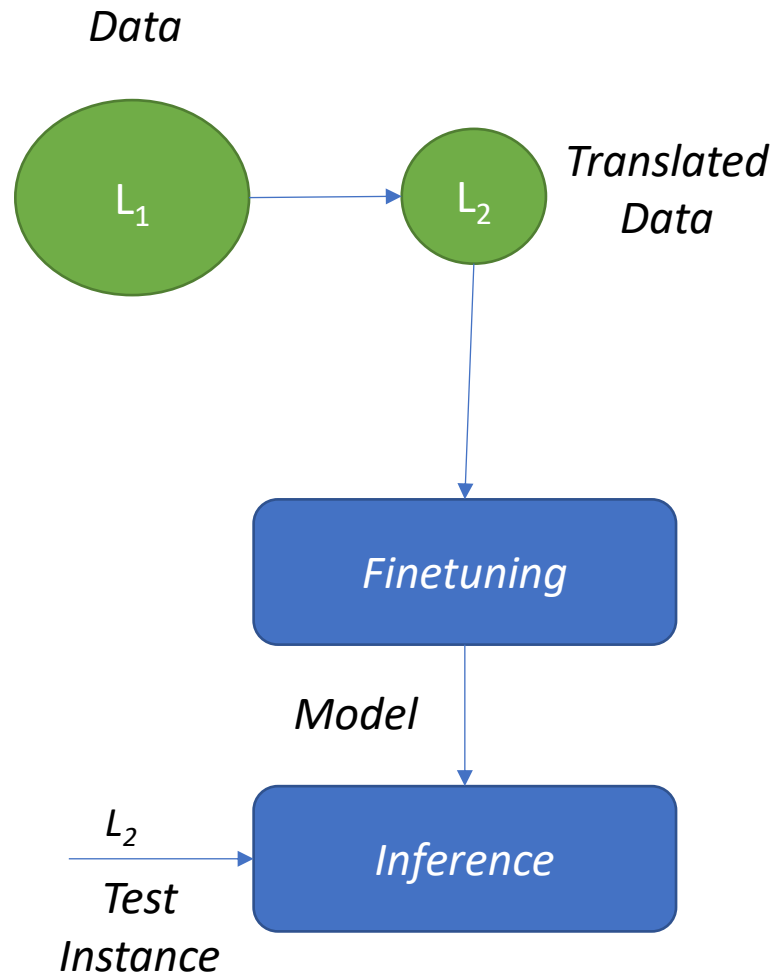 Data
L₁
L₂
Translated
Data
Finetuning
Model
L₂
Test
Instance
Inference